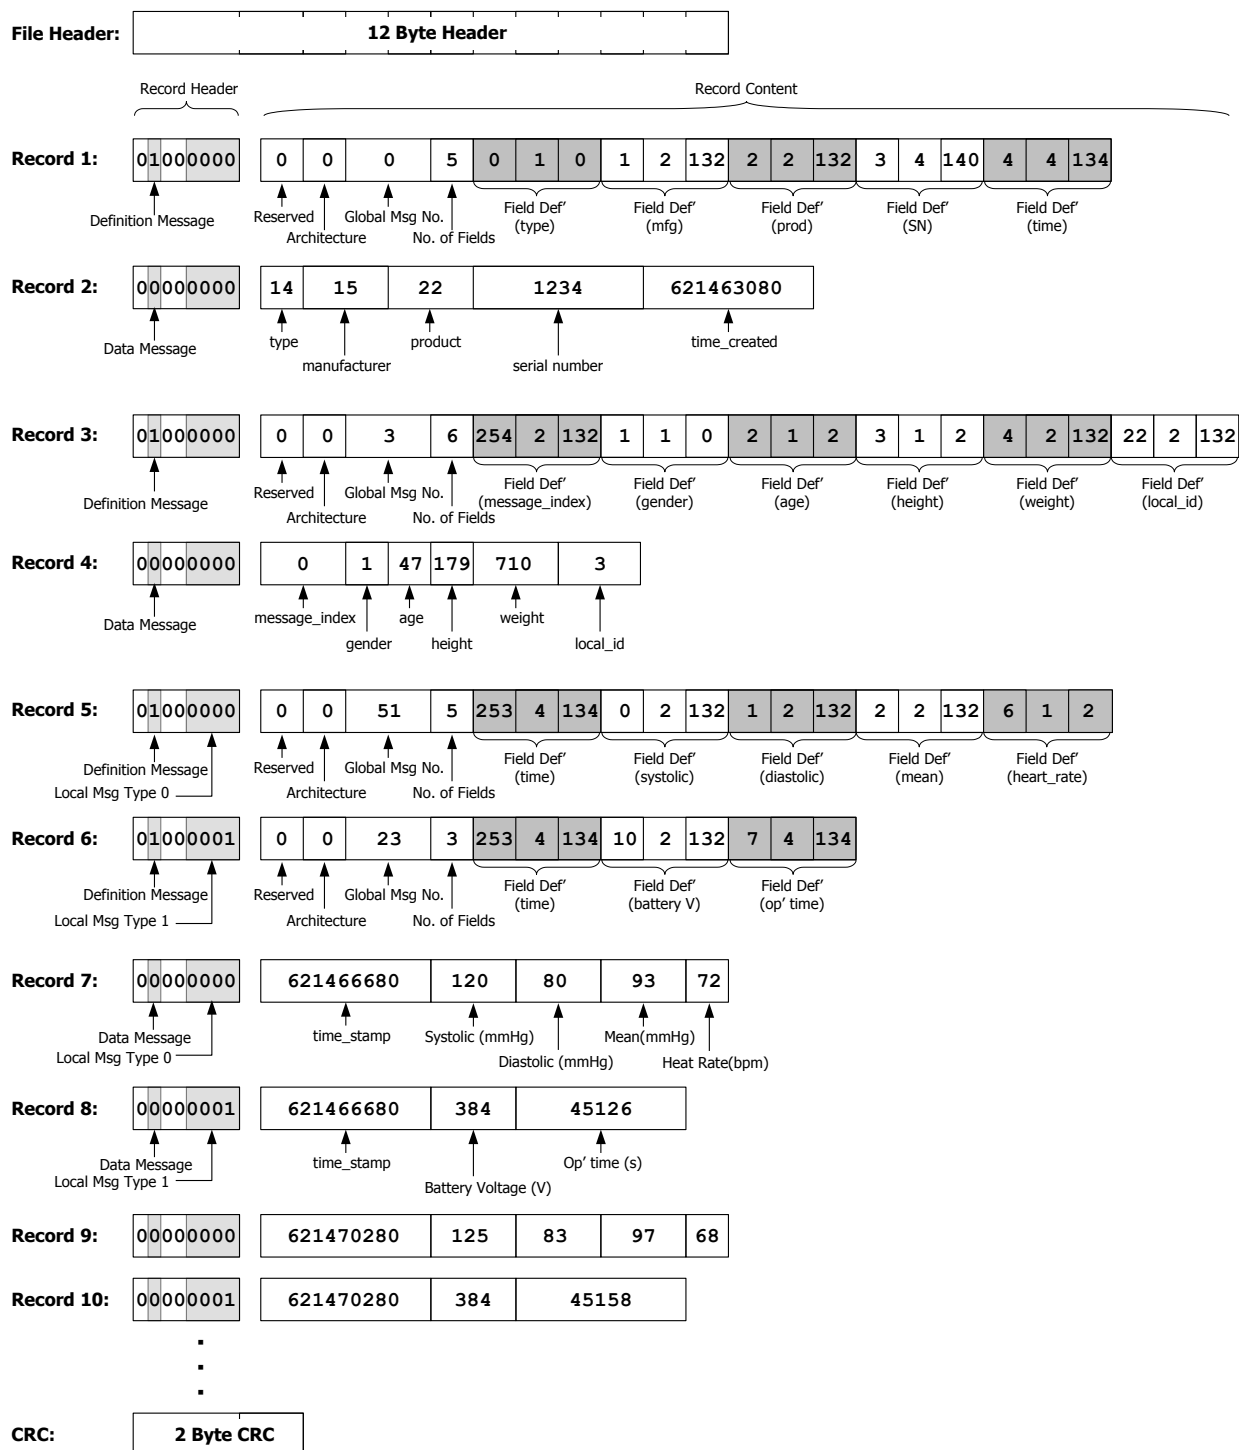 File Header: 12 Byte Header
Record Header Record Content
Record 1: 01000000 0 0 0 5 0 1 0 1 2 132 2 2 132 3 4 140 4 4 134
Definition Message Reserved Architecture Global Msg No. No. of Fields Field Def’ Field Def’ Field Def’ Field Def’ Field Def’
(type) (mfg) (prod) (SN) (time)
Record 2: 00000000 14 15 22 1234 621463080
Data Message type product time_created
manufacturer serial number
Record 3: 01000000 0 0 3 6 254 2 132 1 1 0 2 1 2 3 1 2 4 2 132 22 2 132
Definition Message Reserved Architecture Global Msg No. No. of Fields Field Def’ Field Def’ Field Def’ Field Def’ Field Def’ Field Def’
(message_index) (gender) (age) (height) (weight) (local_id)
Record 4: 00000000 0 1 47 179 710 3
Data Message message_index age weight
gender height local_id
Record 5: 01000000 0 0 51 5 253 4 134 0 2 132 1 2 132 2 2 132 6 1 2
Definition Message Reserved Global Msg No. Field Def’ Field Def’ Field Def’ Field Def’ Field Def’
Local Msg Type 0 Architecture No. of Fields (time) (systolic) (diastolic) (mean) (heart_rate)
Record 6: 01000001 0 0 23 3 253 4 134 10 2 132 7 4 134
Definition Message Reserved Global Msg No. Field Def’ Field Def’ Field Def’
Local Msg Type 1 Architecture No. of Fields (time) (battery V) (op’ time)
Record 7: 00000000 621466680 120 80 93 72
Data Message time_stamp Systolic (mmHg) Mean(mmHg)
Local Msg Type 0 Diastolic (mmHg) Heat Rate(bpm)
Record 8: 00000001 621466680 384 45126
Data Message time_stamp Op’ time (s)
Local Msg Type 1 Battery Voltage (V)
Record 9: 00000000 621470280 125 83 97 68
Record 10: 00000001 621470280 384 45158
CRC: 2 Byte CRC